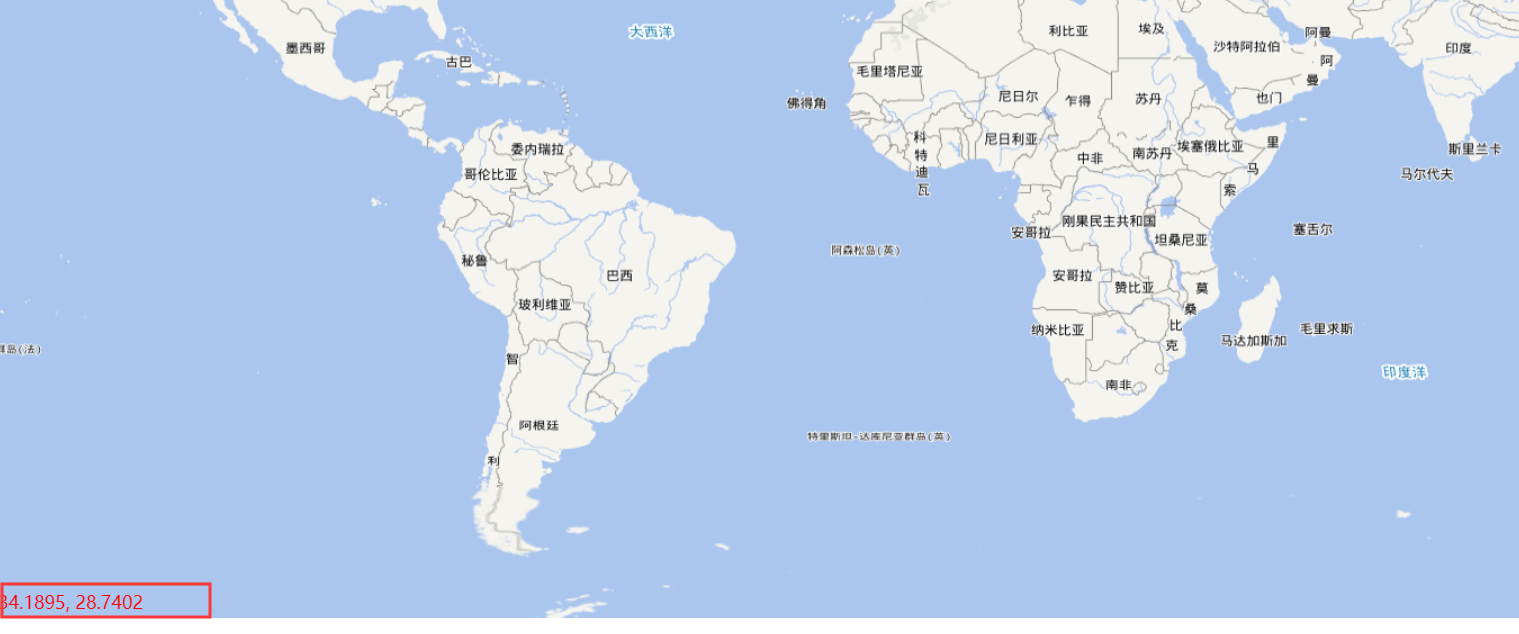 大西洋
墨西哥
古巴
利比亚
埃及
沙特阿拉伯
阿曼
阿
曼
印度
毛里塔尼亚
佛得角
尼日尔
乍得
苏丹
也门
委内瑞拉
哥伦比亚
科
特
迪
瓦
尼日利亚
中非
南苏丹
埃塞俄比亚
里
马
索
斯里兰卡
马尔代夫
安哥拉
刚果民主共和国
坦桑尼亚
塞舌尔
阿森松岛(英)
秘鲁
巴西
玻利维亚
安哥拉
赞比亚
莫
桑
比
克
纳米比亚
马达加斯加
毛里求斯
群岛(法)
智
利
印度洋
南非
阿根廷
特里斯坦-达库尼亚群岛(英)
34.1895, 28.7402